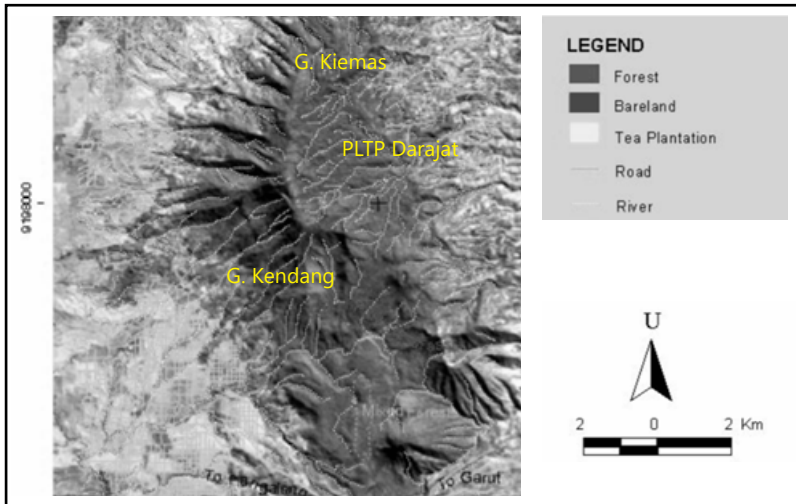 G. Kiemas
PLTP Darajat
9198000
G. Kendang
To Garut
LEGEND
Forest
Bareland
Tea Plantation
Road
River
U
2 0 2 Km